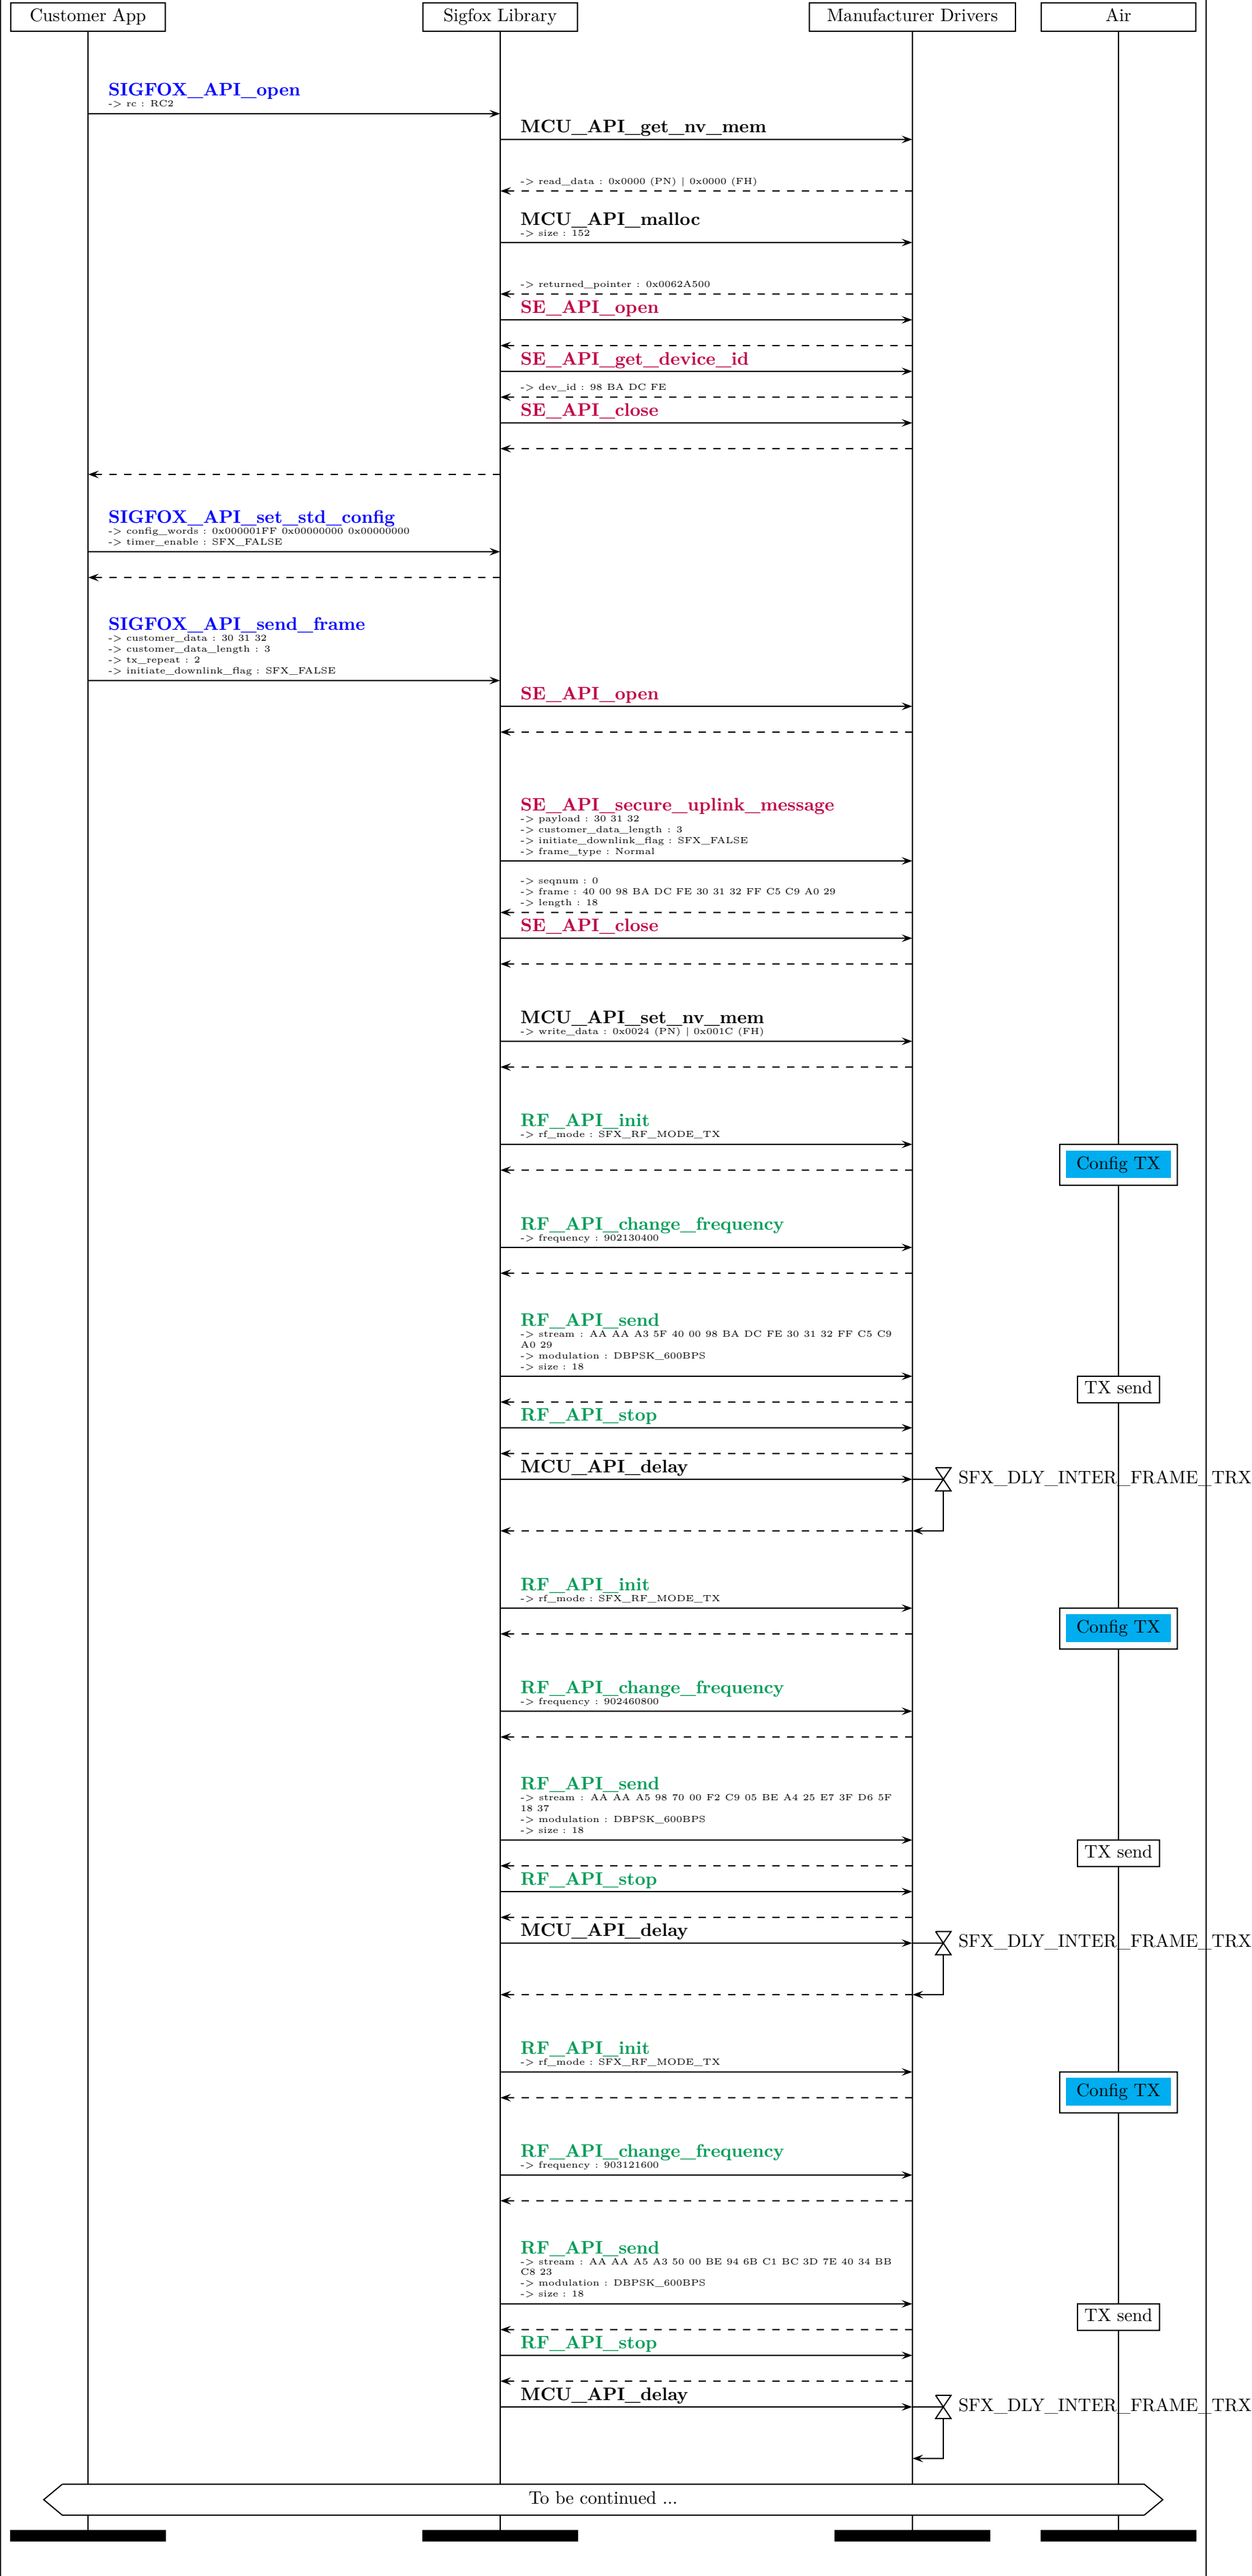 Customer App
Sigfox Library
Manufacturer Drivers
Air
SIGFOX_API_open
-> rc : RC2
MCU_API_get_nv_mem
-> read_data : 0x0000 (PN) | 0x0000 (FH)
MCU_API_malloc
-> size : 152
-> returned_pointer : 0x0062A500
SE_API_open
SE_API_get_device_id
-> dev_id : 98 BA DC FE
SE_API_close
SIGFOX_API_set_std_config
-> config_words : 0x000001FF 0x00000000 0x00000000
-> timer_enable : SFX_FALSE
SIGFOX_API_send_frame
-> customer_data : 30 31 32
-> customer_data_length : 3
-> tx_repeat : 2
-> initiate_downlink_flag : SFX_FALSE
SE_API_open
SE_API_secure_uplink_message
-> payload : 30 31 32
-> customer_data_length : 3
-> initiate_downlink_flag : SFX_FALSE
-> frame_type : Normal
-> seqnum : 0
-> frame : 40 00 98 BA DC FE 30 31 32 FF C5 C9 A0 29
-> length : 18
SE_API_close
MCU_API_set_nv_mem
-> write_data : 0x0024 (PN) | 0x001C (FH)
RF_API_init
-> rf_mode : SFX_RF_MODE_TX
Config TX
RF_API_change_frequency
-> frequency : 902130400
RF_API_send
-> stream : AA AA A3 5F 40 00 98 BA DC FE 30 31 32 FF C5 C9
A0 29
-> modulation : DBPSK_600BPS
-> size : 18
TX send
RF_API_stop
MCU_API_delay
SFX_DLY_INTER_FRAME_TRX
RF_API_init
-> rf_mode : SFX_RF_MODE_TX
Config TX
RF_API_change_frequency
-> frequency : 902460800
RF_API_send
-> stream : AA AA A5 98 70 00 F2 C9 05 BE A4 25 E7 3F D6 5F
18 37
-> modulation : DBPSK_600BPS
-> size : 18
TX send
RF_API_stop
MCU_API_delay
SFX_DLY_INTER_FRAME_TRX
RF_API_init
-> rf_mode : SFX_RF_MODE_TX
Config TX
RF_API_change_frequency
-> frequency : 903121600
RF_API_send
-> stream : AA AA A5 A3 50 00 BE 94 6B C1 BC 3D 7E 40 34 BB
C8 23
-> modulation : DBPSK_600BPS
-> size : 18
TX send
RF_API_stop
MCU_API_delay
SFX_DLY_INTER_FRAME_TRX
To be continued ...